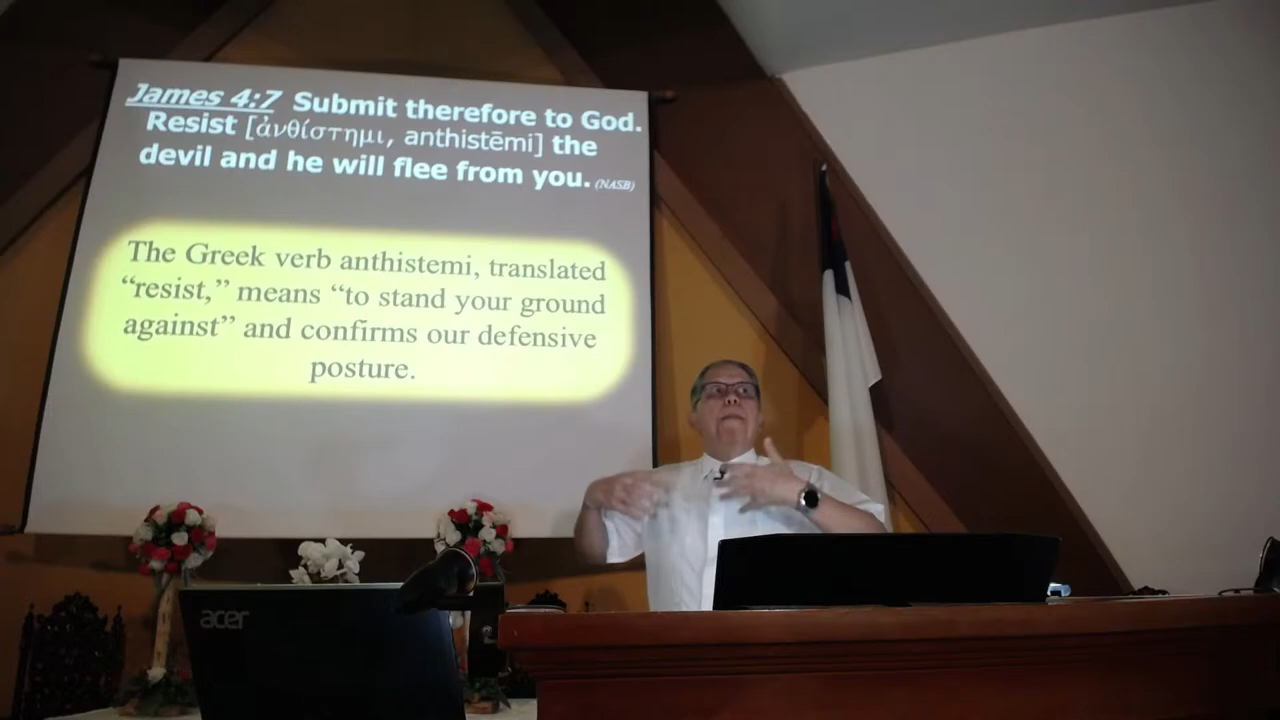 James 4:7 Submit therefore to God.
Resist [ἀνθίστημι, anthistēmi] the
devil and he will flee from you. (NASB)
The Greek verb anthistemi, translated
“resist,” means “to stand your ground
against” and confirms our defensive
posture.
acer